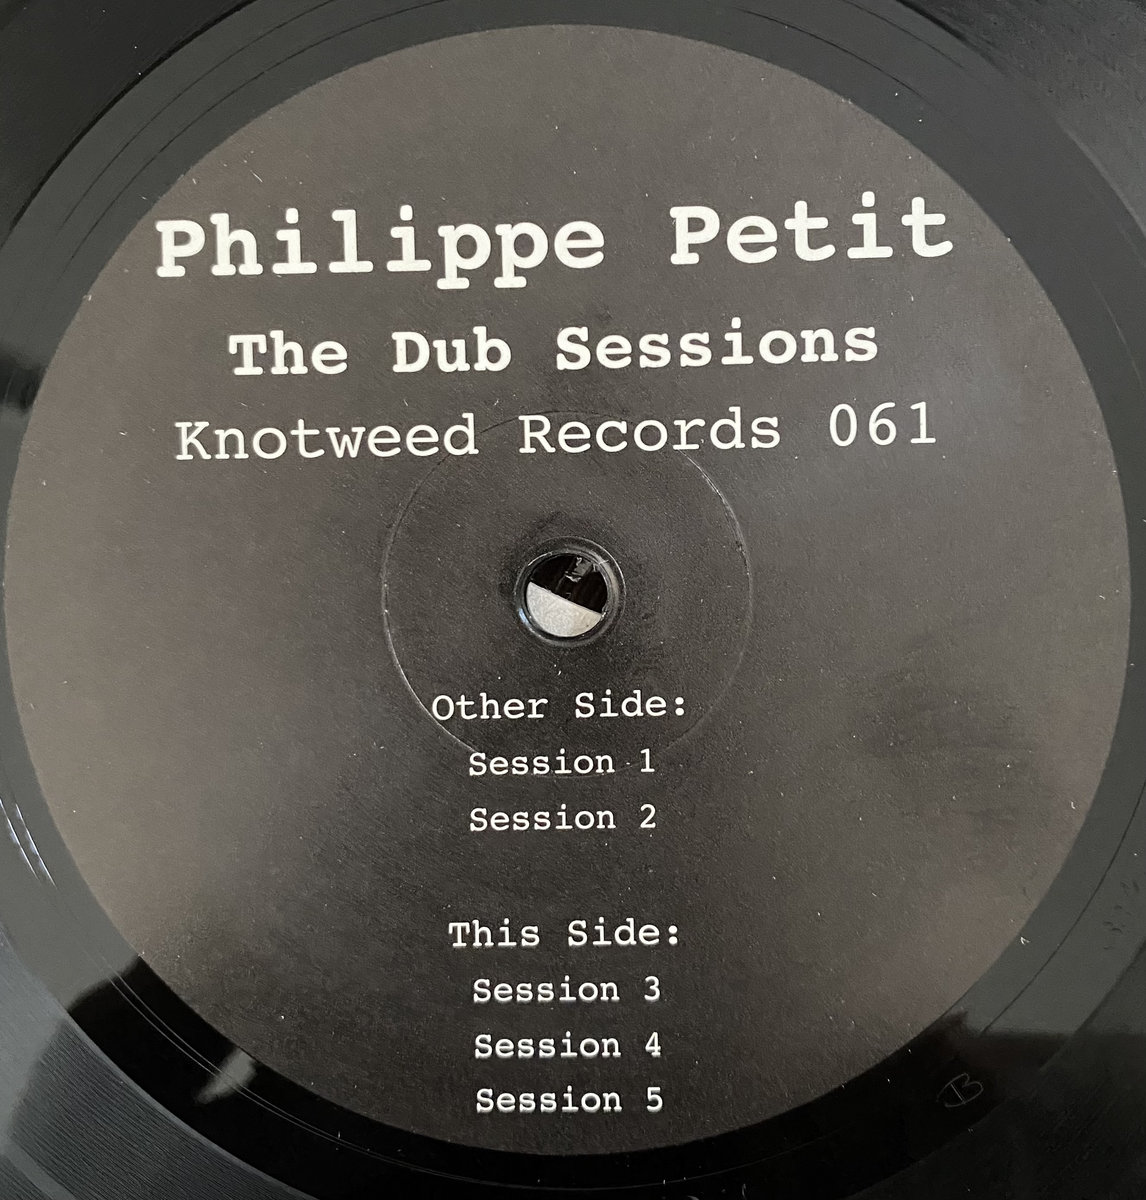 Philippe Petit
The Dub Sessions
Knotweed Records 061
Other Side:
Session 1
Session 2
This Side:
Session 3
Session 4
Session 5
B